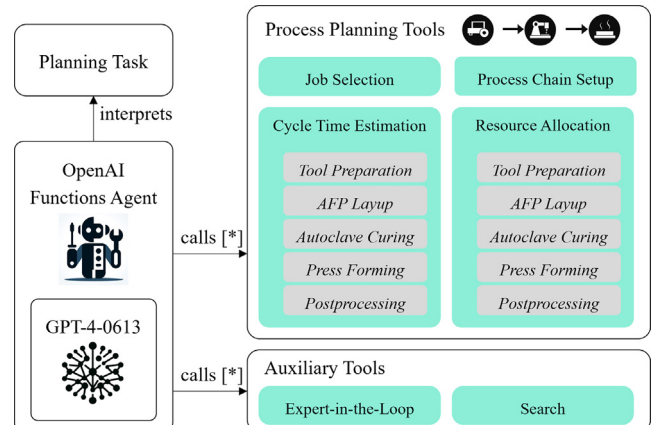 Planning Task
interprets
OpenAI
Functions Agent
GPT-4-0613
calls [*]
calls [*]
Process Planning Tools
Job Selection
Process Chain Setup
Cycle Time Estimation
Tool Preparation
AFP Layup
Autoclave Curing
Press Forming
Postprocessing
Resource Allocation
Tool Preparation
AFP Layup
Autoclave Curing
Press Forming
Postprocessing
Auxiliary Tools
Expert-in-the-Loop
Search